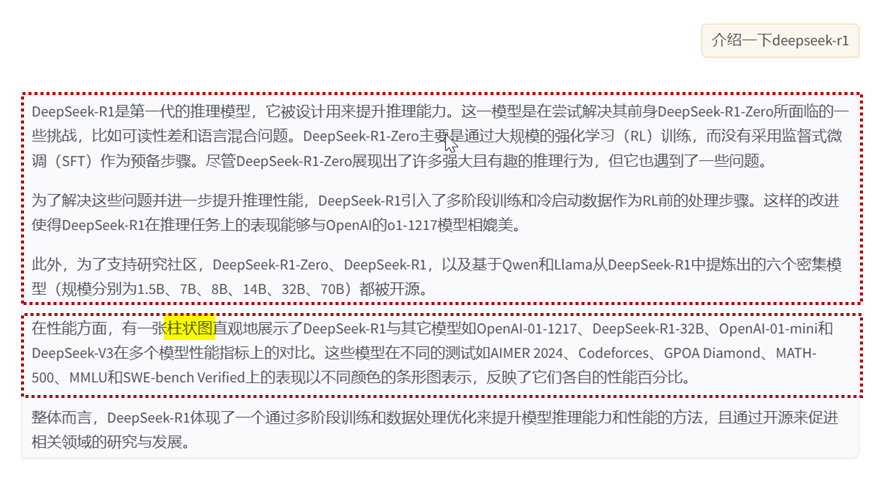 介绍一下deepseek-r1
DeepSeek-R1是第一代的推理模型，它被设计用来提升推理能力。这一模型是在尝试解决其前身DeepSeek-R1-Zero所面临的一
些挑战，比如可读性差和语言混合问题。DeepSeek-R1-Zero主要是通过大规模的强化学习（RL）训练，而没有采用监督式微
调（SFT）作为预备步骤。尽管DeepSeek-R1-Zero展现出了许多强大且有趣的推理行为，但它也遇到了一些问题。
为了解决这些问题并进一步提升推理性能，DeepSeek-R1引入了多阶段训练和冷启动数据作为RL前的处理步骤。这样的改进
使得DeepSeek-R1在推理任务上的表现能够与OpenAI的o1-1217模型相媲美。
此外，为了支持研究社区，DeepSeek-R1-Zero、DeepSeek-R1，以及基于Qwen和Llama从DeepSeek-R1中提炼出的六个密集模
型（规模分别为1.5B、7B、8B、14B、32B、70B）都被开源。
在性能方面，有一张柱状图直观地展示了DeepSeek-R1与其它模型如OpenAI-01-1217、DeepSeek-R1-32B、OpenAI-01-mini和
DeepSeek-V3在多个模型性能指标上的对比。这些模型在不同的测试如AIMER 2024、Codeforces、GPOA Diamond、MATH-
500、MMLU和SWE-bench Verified上的表现以不同颜色的条形图表示，反映了它们各自的性能百分比。
整体而言，DeepSeek-R1体现了一个通过多阶段训练和数据处理优化来提升模型推理能力和性能的方法，且通过开源来促进
相关领域的研究与发展。